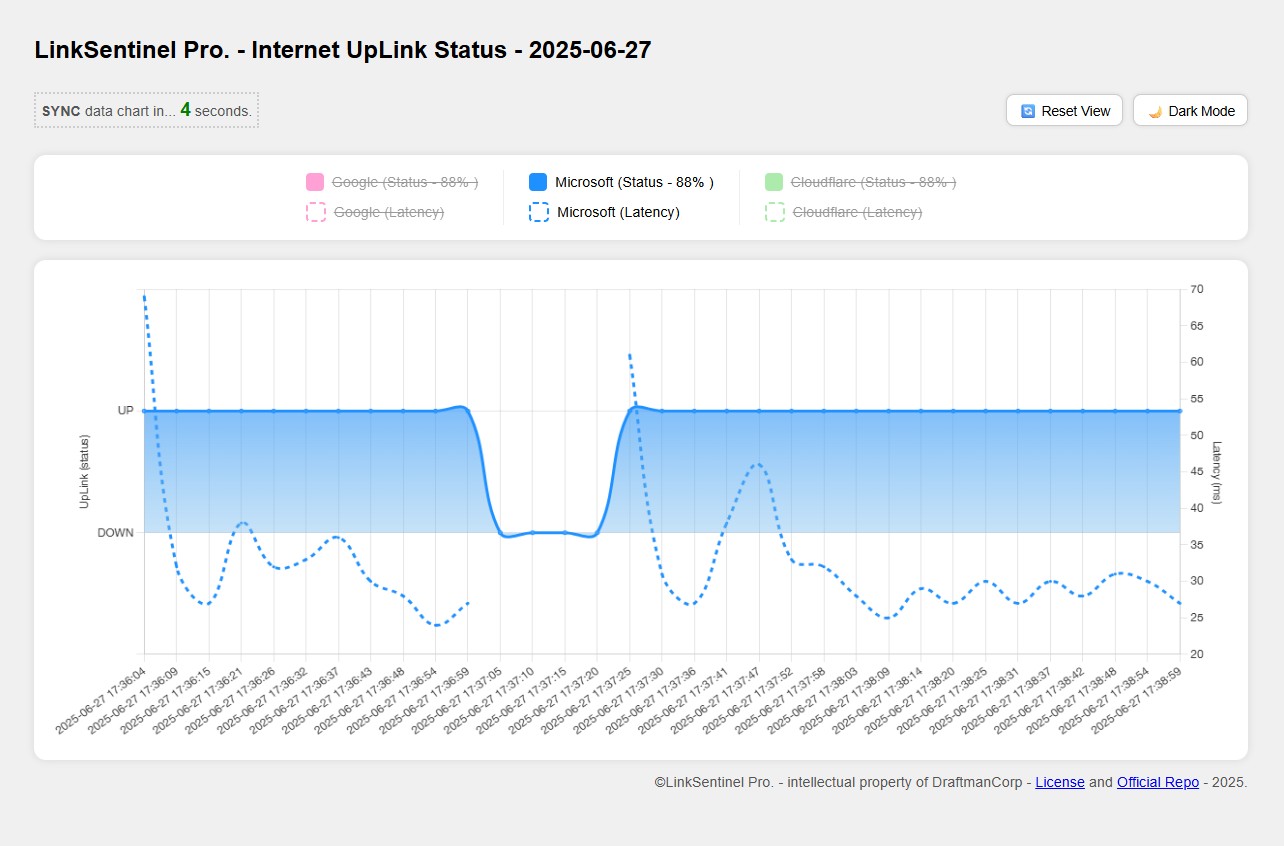 LinkSentinel Pro. - Internet UpLink Status - 2025-06-27
SYNC data chart in... 4 seconds.
Reset View
Dark Mode
Google (Status - 88% )
Microsoft (Status - 88% )
Cloudflare (Status - 88% )
Google (Latency)
Microsoft (Latency)
Cloudflare (Latency)
UpLink (status)
UP
DOWN
70
65
60
55
50
45
40
35
30
25
20
Latency (ms)
2025-06-27 17:36:04
2025-06-27 17:36:09
2025-06-27 17:36:15
2025-06-27 17:36:21
2025-06-27 17:36:26
2025-06-27 17:36:32
2025-06-27 17:36:37
2025-06-27 17:36:43
2025-06-27 17:36:48
2025-06-27 17:36:54
2025-06-27 17:36:59
2025-06-27 17:37:05
2025-06-27 17:37:10
2025-06-27 17:37:15
2025-06-27 17:37:20
2025-06-27 17:37:25
2025-06-27 17:37:30
2025-06-27 17:37:36
2025-06-27 17:37:41
2025-06-27 17:37:47
2025-06-27 17:37:52
2025-06-27 17:37:58
2025-06-27 17:38:03
2025-06-27 17:38:09
2025-06-27 17:38:14
2025-06-27 17:38:20
2025-06-27 17:38:25
2025-06-27 17:38:31
2025-06-27 17:38:37
2025-06-27 17:38:42
2025-06-27 17:38:48
2025-06-27 17:38:54
2025-06-27 17:38:59
©LinkSentinel Pro. - intellectual property of DraftmanCorp - License and Official Repo - 2025.